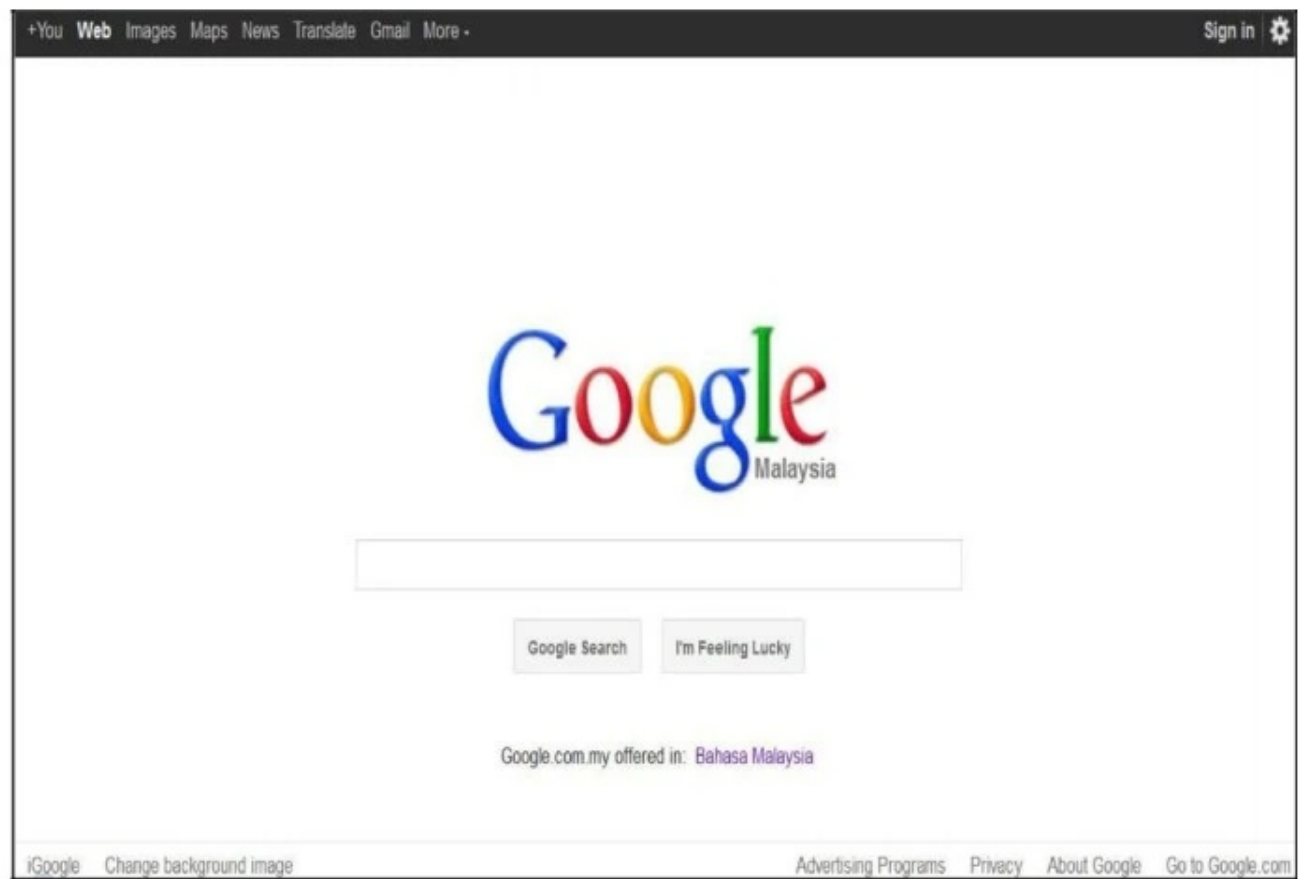 +You Web Images Maps News Translate Gmail More Sign in
Google
Malaysia
Google Search I'm Feeling Lucky
Google.com.my offered in: Bahasa Malaysia
iGoogle Change background image Advertising Programs Privacy About Google Go to Google.com